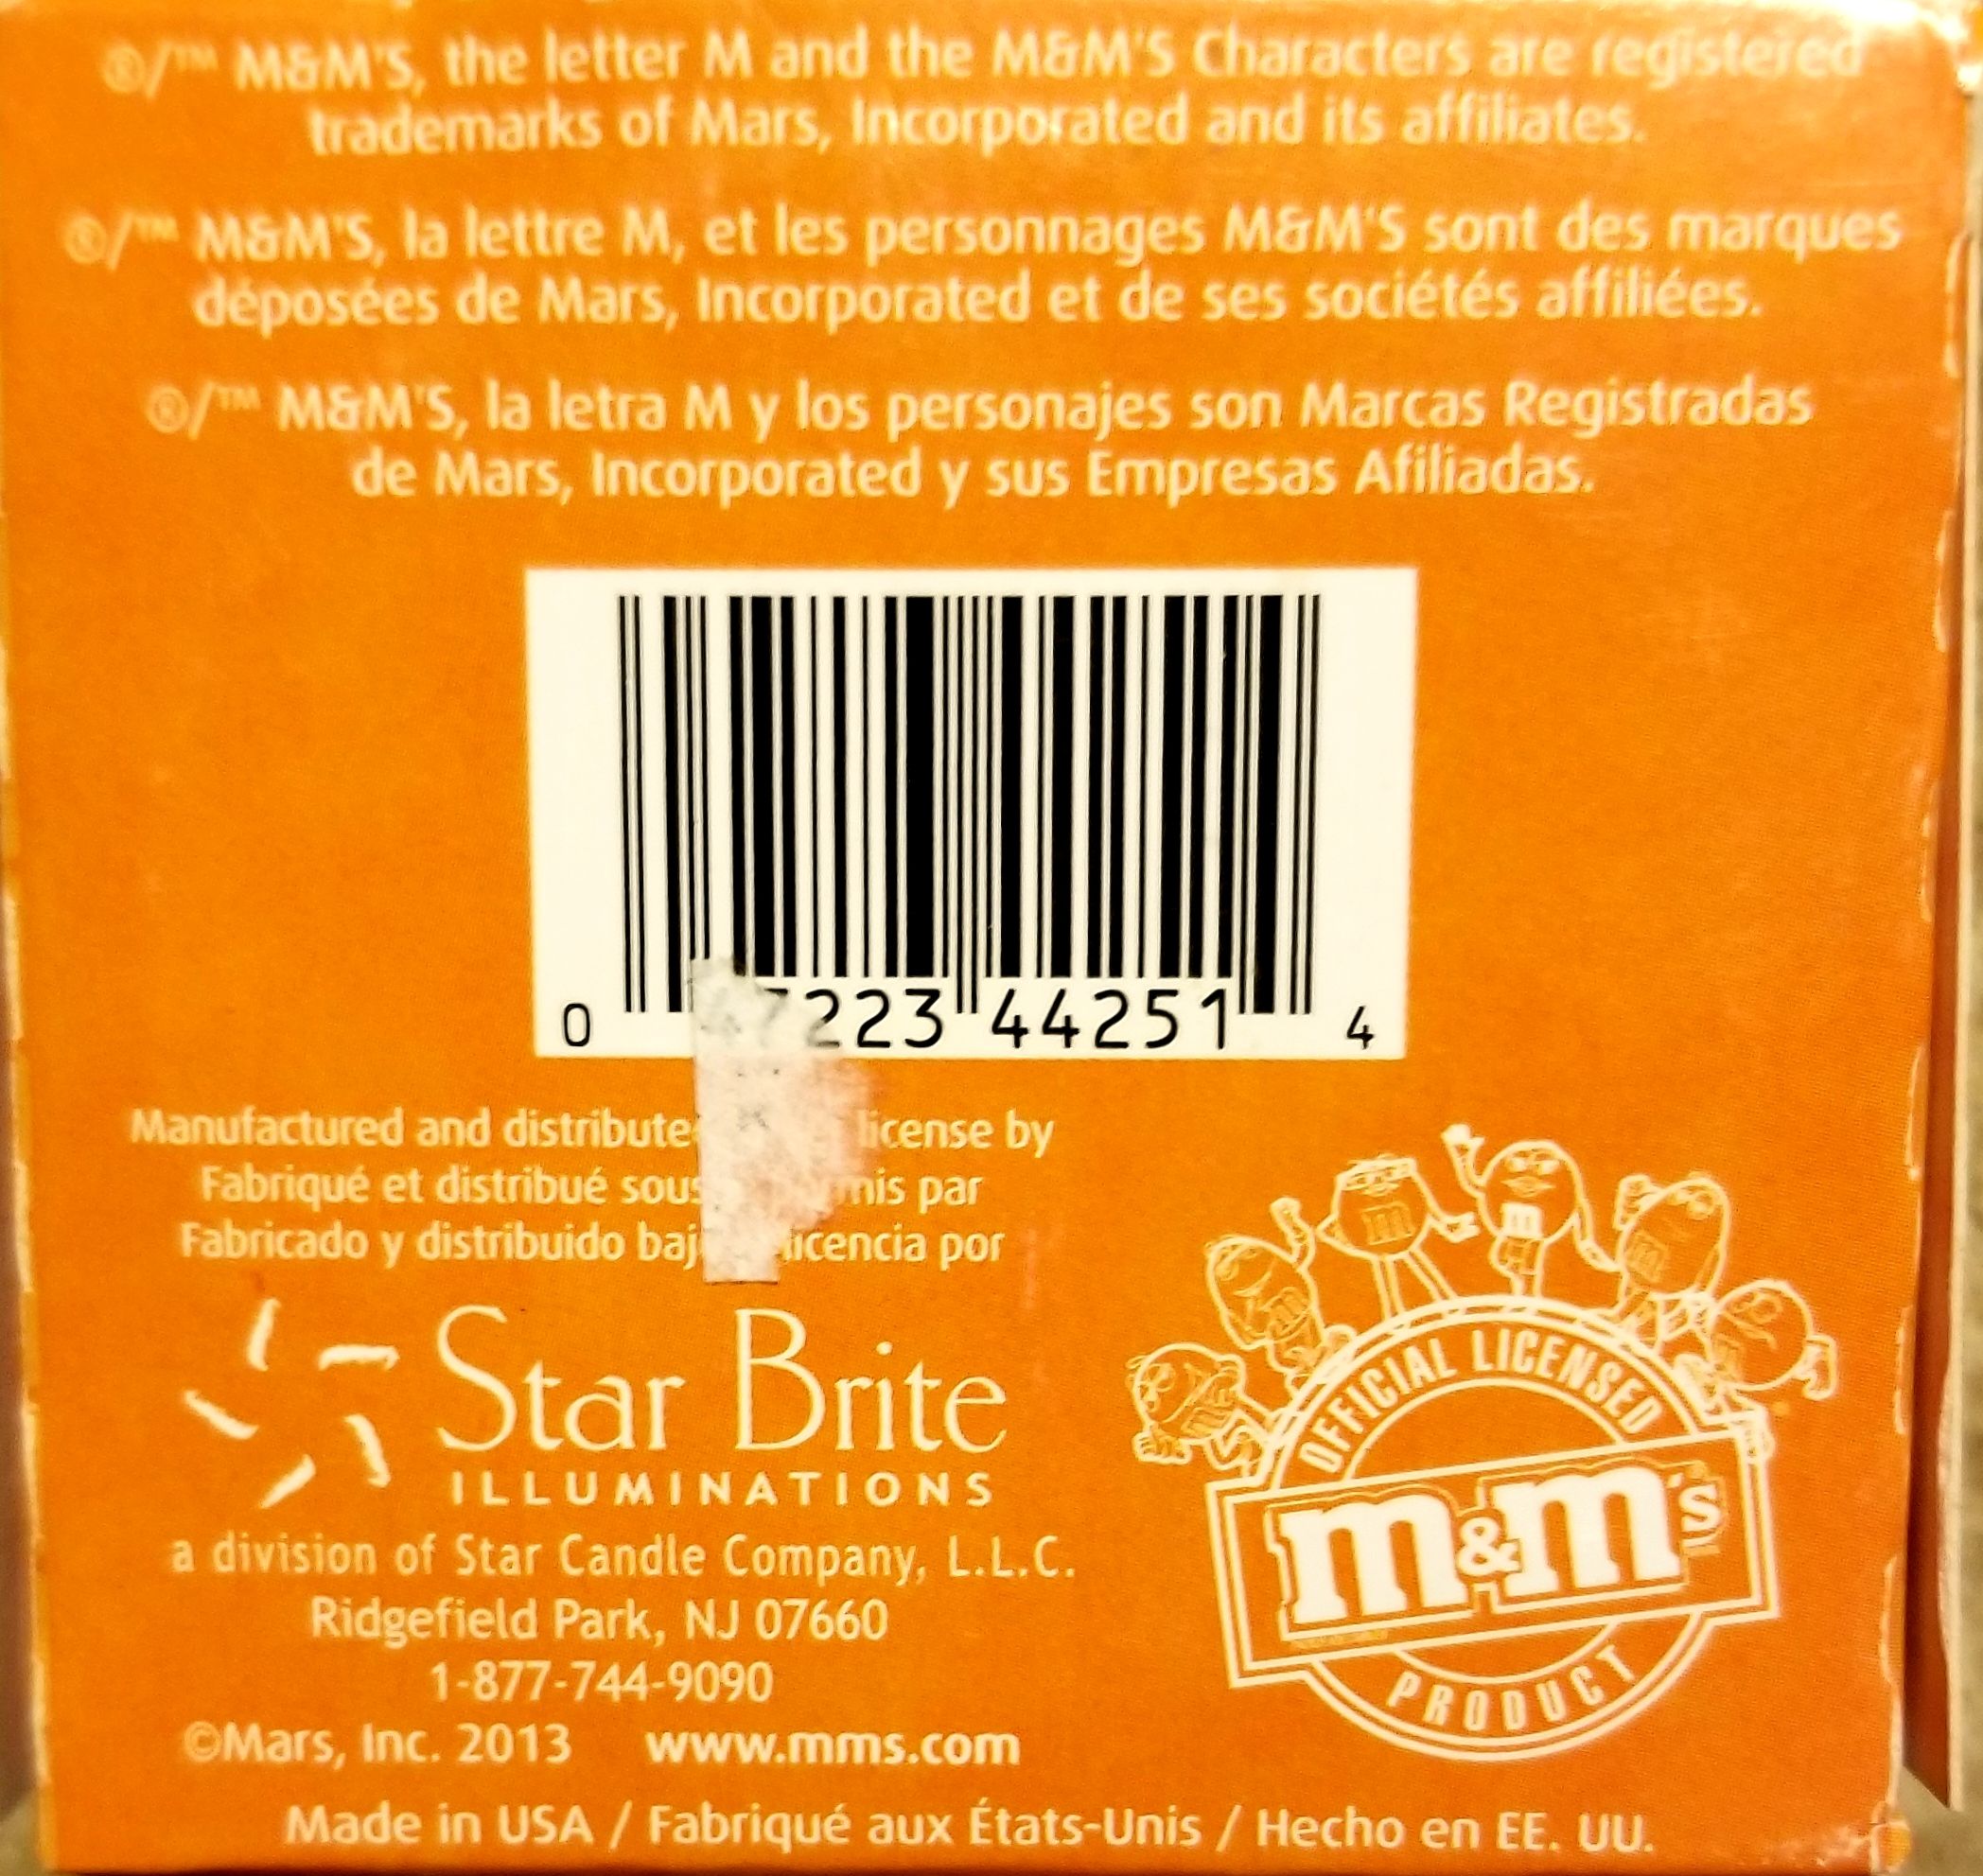 ®/™ M&M'S, the letter M and the M&M'S Characters are registered
trademarks of Mars, Incorporated and its affiliates.
®/™ M&M'S, la lettre M, et les personnages M&M'S sont des marques
déposées de Mars, Incorporated et de ses sociétés affiliées.
®/™ M&M'S, la letra M y los personajes son Marcas Registradas
de Mars, Incorporated y sus Empresas Afiliadas.
0 7223 44251 4
Manufactured and distribute license by
Fabriqué et distribué sous par
Fabricado y distribuido licencia por
Star Brite
ILLUMINATIONS
a division of Star Candle Company, L.L.C.
Ridgefield Park, NJ 07660
1-877-744-9090
©Mars, Inc. 2013 www.mms.com
OFFICIAL LICENSED
m&m's
PRODUCT
Made in USA / Fabriqué aux États-Unis / Hecho en EE. UU.